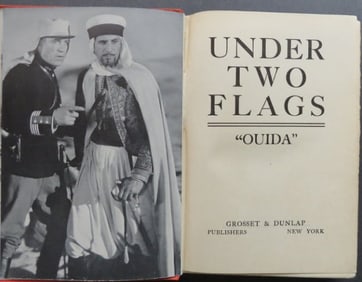 UNDER
TWO
FLAGS
"OUIDA"
GROSSET & DUNLAP
PUBLISHERS NEW YORK